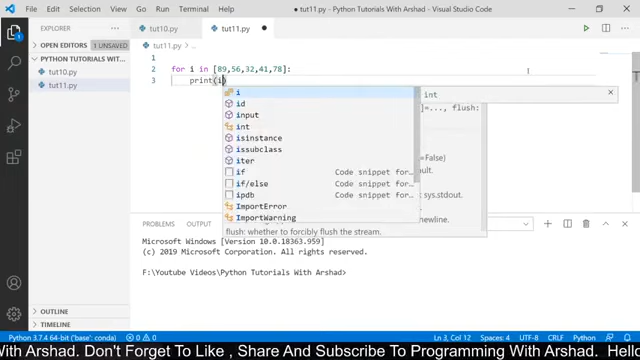 File Edit Selection View Go Run Terminal Help
tut11.py - Python Tutorials With Arshad - Visual Studio Code
EXPLORER
tut10.py
tut11.py
OPEN EDITORS 1 UNSAVED
tut11.py
PYTHON TUTORIALS WITH ARSHAD
tut10.py
tut11.py
1
2 for i in [89,56,32,41,78]:
3 print(i)
i
id
input
int
isinstance
issubclass
iter
if Code snippet for…
if/else Code snippet for…
ipdb Code snippet for…
ImportError
ImportWarning
int
]=..., flush:
=False)
ault.
sys.stdout.
newline.
flush: whether to forcibly flush the stream.
PROBLEMS OUTPUT
Microsoft Windows [Version 10.0.18363.959]
(c) 2019 Microsoft Corporation. All rights reserved.
F:\Youtube Videos\Python Tutorials With Arshad>
OUTLINE
TIMELINE
Python 3.7.4 64-bit ('base': conda) 0 0
Ln 3, Col 12 Spaces: 4 UTF-8 CRLF Python
With Arshad. Don't Forget To Like , Share And Subscribe To Programming With Arshad. Hello